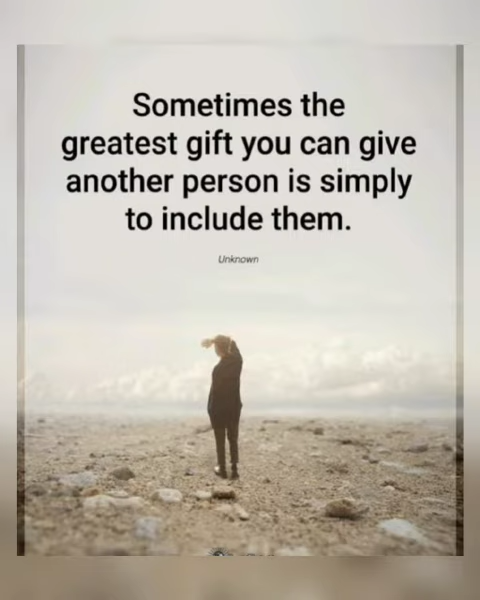 Sometimes the
greatest gift you can give
another person is simply
to include them.
Unknown